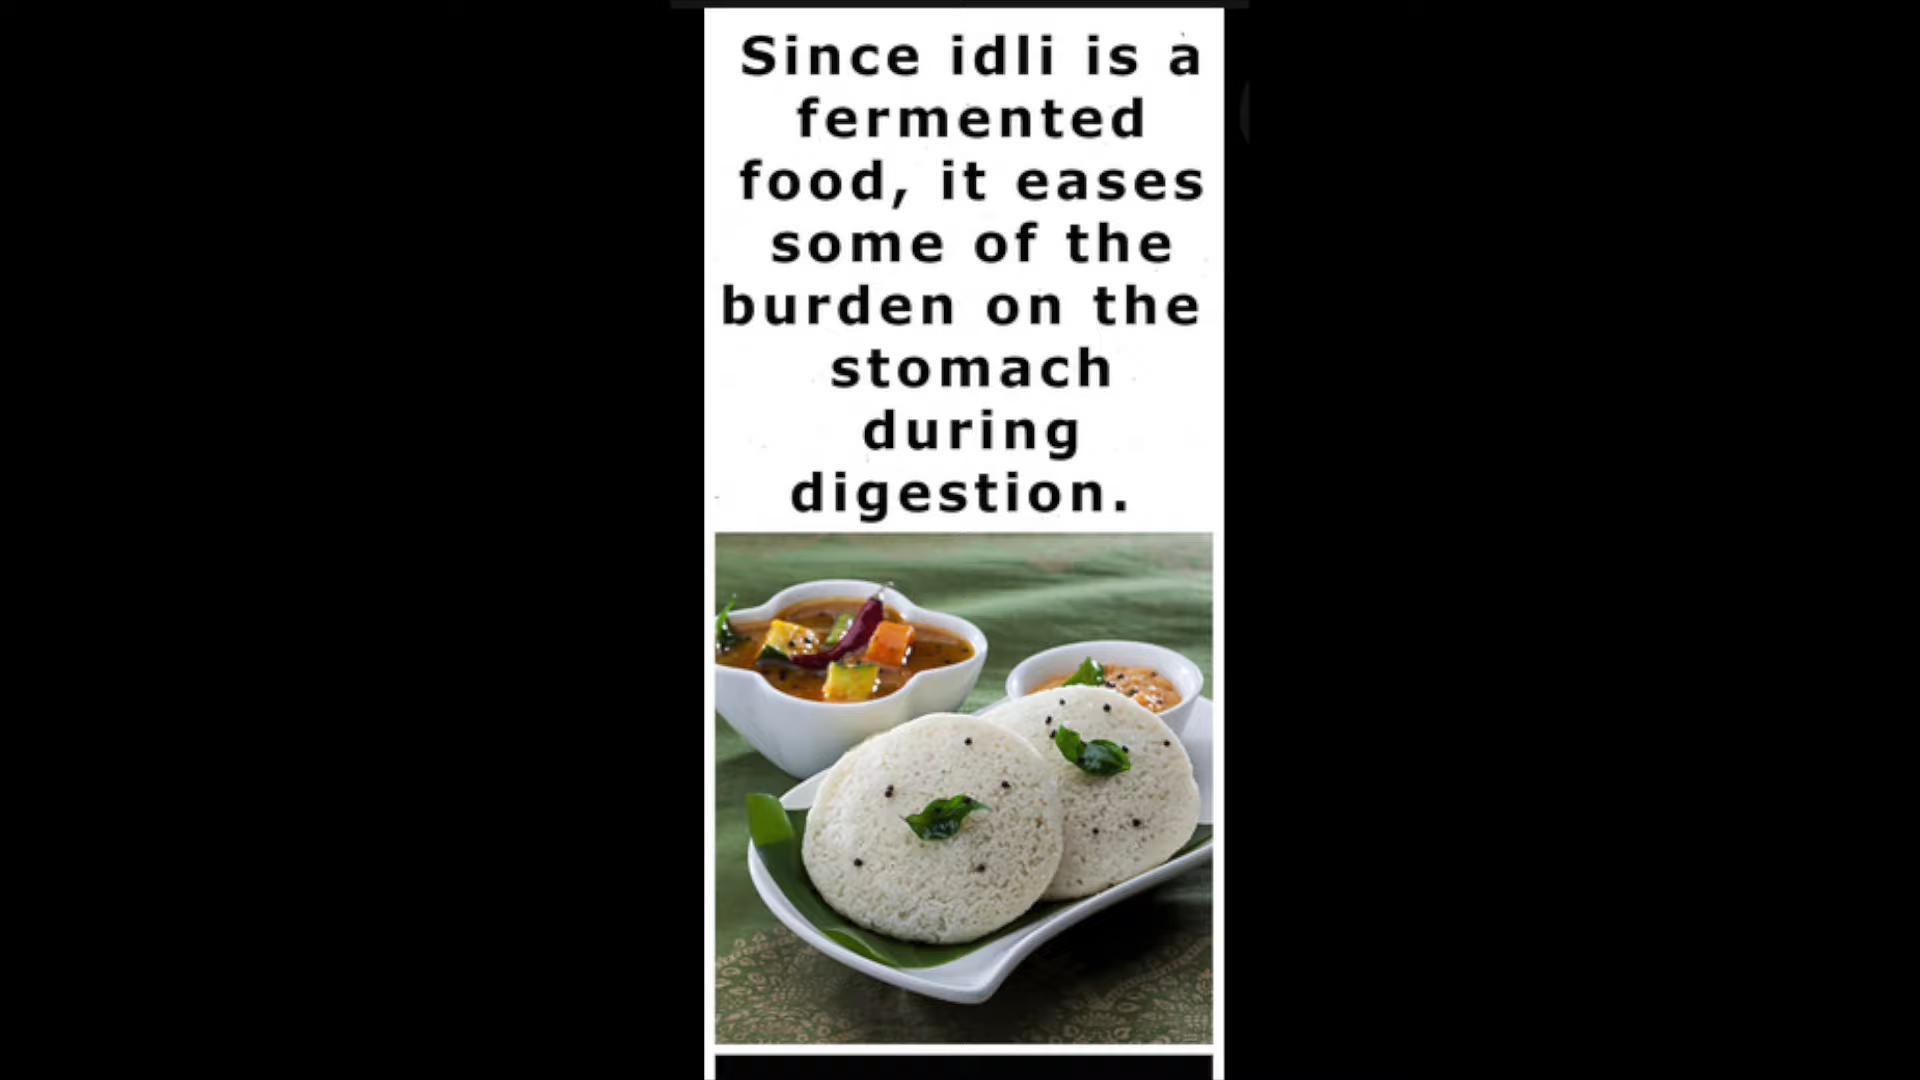 Since idli is a
fermented
food, it eases
some of the
burden on the
stomach
during
digestion.